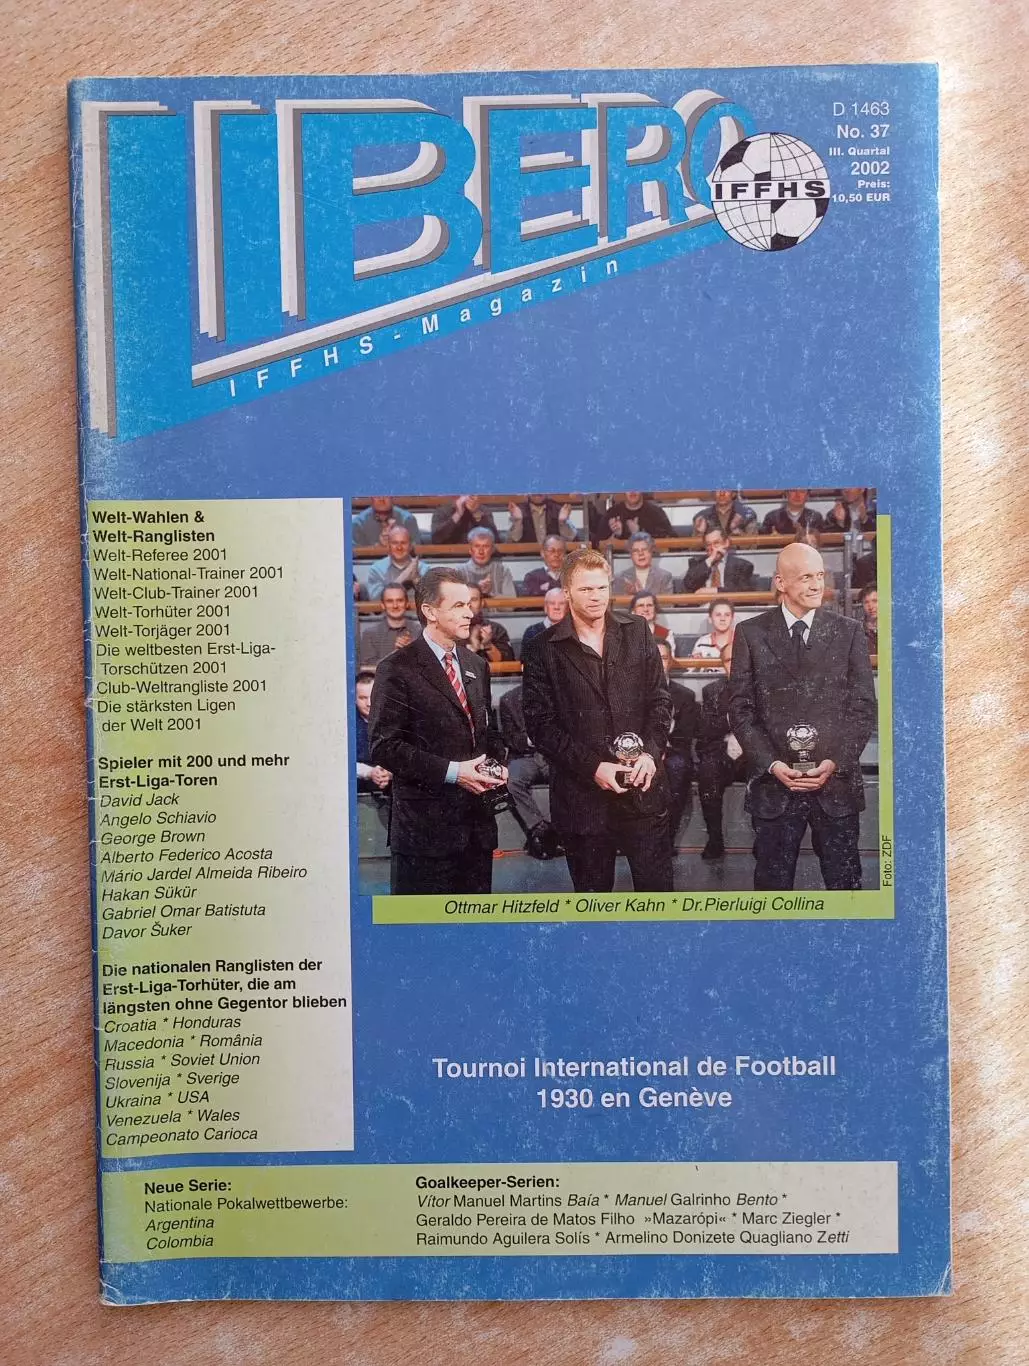 LIBERO
IFFHS-Magazin
IFFHS
D 1463
No. 37
III. Quartal
2002
Preis:
10,50 EUR
Welt-Wahlen &
Welt-Ranglisten
Welt-Referee 2001
Welt-National-Trainer 2001
Welt-Club-Trainer 2001
Welt-Torhüter 2001
Welt-Torjäger 2001
Die weltbesten Erst-Liga-
Torschützen 2001
Club-Weltrangliste 2001
Die stärksten Ligen
der Welt 2001
Spieler mit 200 und mehr
Erst-Liga-Toren
David Jack
Angelo Schiavio
George Brown
Alberto Federico Acosta
Mário Jardel Almeida Ribeiro
Hakan Sükür
Gabriel Omar Batistuta
Davor Šuker
Die nationalen Ranglisten der
Erst-Liga-Torhüter, die am
längsten ohne Gegentor blieben
Croatia * Honduras
Macedonia * România
Russia * Soviet Union
Slovenija * Sverige
Ukraina * USA
Venezuela * Wales
Campeonato Carioca
Foto: ZDF
Ottmar Hitzfeld * Oliver Kahn * Dr.Pierluigi Collina
Tournoi International de Football
1930 en Genève
Neue Serie:
Nationale Pokalwettbewerbe:
Argentina
Colombia
Goalkeeper-Serien:
Vítor Manuel Martins Baía * Manuel Galrinho Bento *
Geraldo Pereira de Matos Filho »Mazarópi« * Marc Ziegler *
Raimundo Aguilera Solís * Armelino Donizete Quagliano Zetti